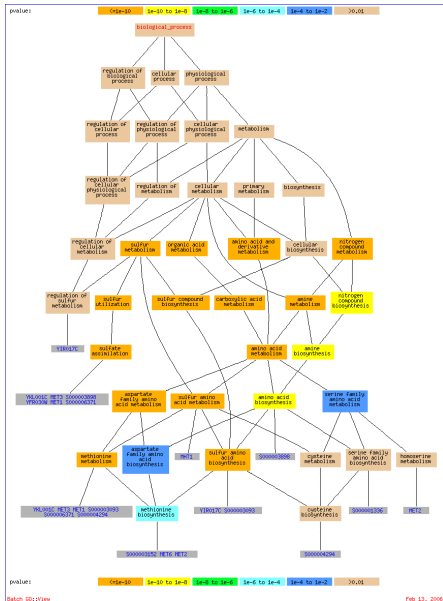 pvalue: <=1e-10 1e-10 to 1e-8 1e-8 to 1e-6 1e-6 to 1e-4 1e-4 to 1e-2 >0.01
biological_process
regulation of
biological
process
cellular
process
physiological
process
regulation of
cellular
process
regulation of
physiological
process
cellular
physiological
process
metabolism
regulation of
cellular
physiological
process
regulation of
metabolism
cellular
metabolism
primary
metabolism
biosynthesis
regulation of
cellular
metabolism
sulfur
metabolism
organic acid
metabolism
amino acid and
derivative
metabolism
cellular
biosynthesis
nitrogen
compound
metabolism
regulation of
sulfur
metabolism
sulfur
utilization
sulfur compound
biosynthesis
carboxylic acid
metabolism
amine
metabolism
nitrogen
compound
biosynthesis
YIR017C
sulfate
assimilation
amino acid
metabolism
amine
biosynthesis
YKL001C MET3 S000003898
YFR030W MET1 S000006371
aspartate
family amino
acid metabolism
sulfur amino
acid metabolism
amino acid
biosynthesis
serine family
amino acid
metabolism
methionine
metabolism
aspartate
family amino
acid
biosynthesis
MHT1
sulfur amino
acid
biosynthesis
S000003898
cysteine
metabolism
serine family
amino acid
biosynthesis
homoserine
metabolism
YKL001C MET3 MET1 S000003093
S000006371 S000004294
methionine
biosynthesis
YIR017C S000003093
cysteine
biosynthesis
S000001336
MET2
S000003152 MET6 MET2
S000004294
pvalue: <=1e-10 1e-10 to 1e-8 1e-8 to 1e-6 1e-6 to 1e-4 1e-4 to 1e-2 >0.01
Batch GO::View
Feb 13, 2006